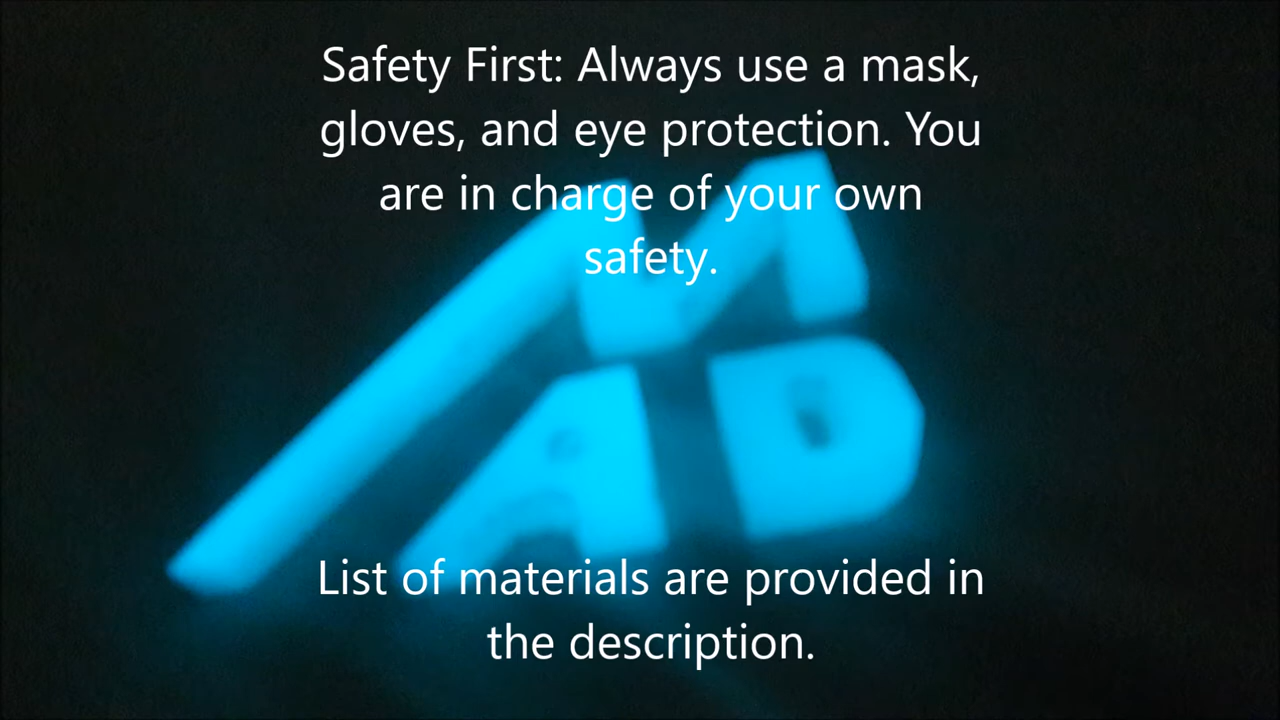 Safety First: Always use a mask,
gloves, and eye protection. You
are in charge of your own
safety.
MAD
List of materials are provided in
the description.